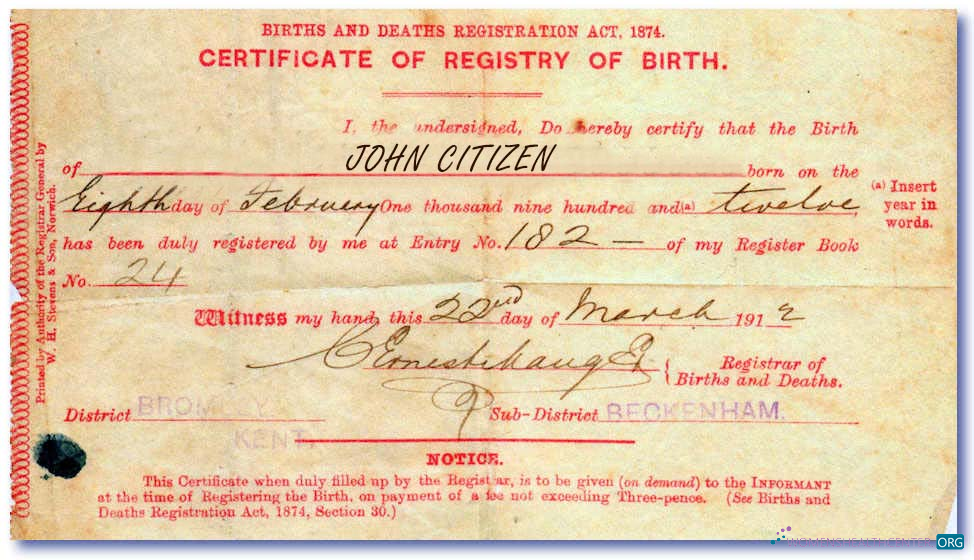 BIRTHS AND DEATHS REGISTRATION ACT, 1874.
CERTIFICATE OF REGISTRY OF BIRTH.
I, the undersigned, Do hereby certify that the Birth
of JOHN CITIZEN born on the
Eighth day of February One thousand nine hundred and (a) twelve
(a) Insert
year in
words.
has been duly registered by me at Entry No. 182 — of my Register Book
No. 24
Witness my hand, this 22nd day of March 1912
Registrar of
Births and Deaths.
District BROMLEY
KENT.
Sub-District BECKENHAM.
NOTICE.
This Certificate when duly filled up by the Registrar, is to be given (on demand) to the INFORMANT
at the time of Registering the Birth, on payment of a fee not exceeding Three-pence. (See Births and
Deaths Registration Act, 1874, Section 30.)
Printed by Authority of the Registrar General by
W. H. Stevens & Son, Norwich.
ORG